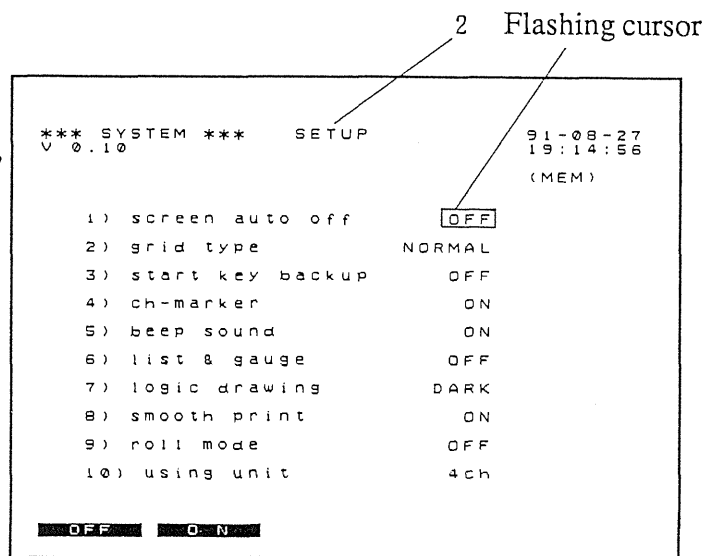 2 Flashing cursor
*** SYSTEM *** SETUP 91-08-27
V 0.10 19:14:56
(MEM)
1) screen auto off OFF
2) grid type NORMAL
3) start key backup OFF
4) ch-marker ON
5) beep sound ON
6) list & gauge OFF
7) logic drawing DARK
8) smooth print ON
9) roll mode OFF
10) using unit 4ch
OFF ON